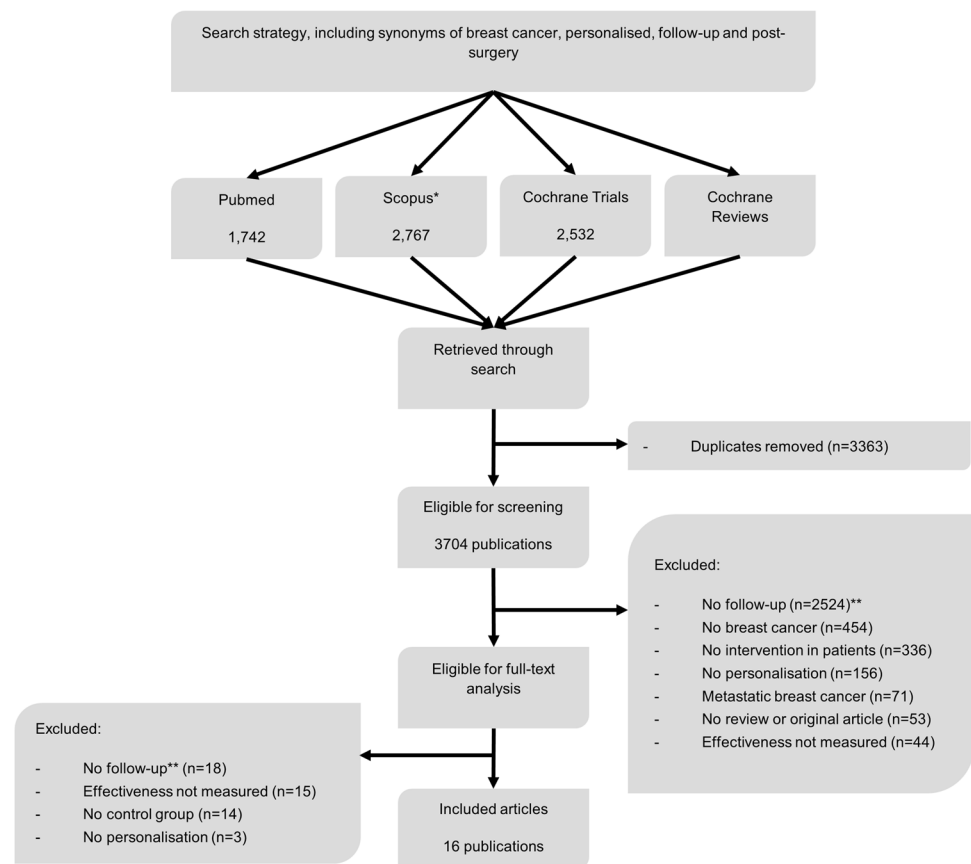 Search strategy, including synonyms of breast cancer, personalised, follow-up and post-
surgery
Pubmed
1,742
Scopus*
2,767
Cochrane Trials
2,532
Cochrane
Reviews
Retrieved through
search
- Duplicates removed (n=3363)
Eligible for screening
3704 publications
Excluded:
- No follow-up (n=2524)**
- No breast cancer (n=454)
- No intervention in patients (n=336)
- No personalisation (n=156)
- Metastatic breast cancer (n=71)
- No review or original article (n=53)
- Effectiveness not measured (n=44)
Eligible for full-text
analysis
Excluded:
- No follow-up** (n=18)
- Effectiveness not measured (n=15)
- No control group (n=14)
- No personalisation (n=3)
Included articles
16 publications